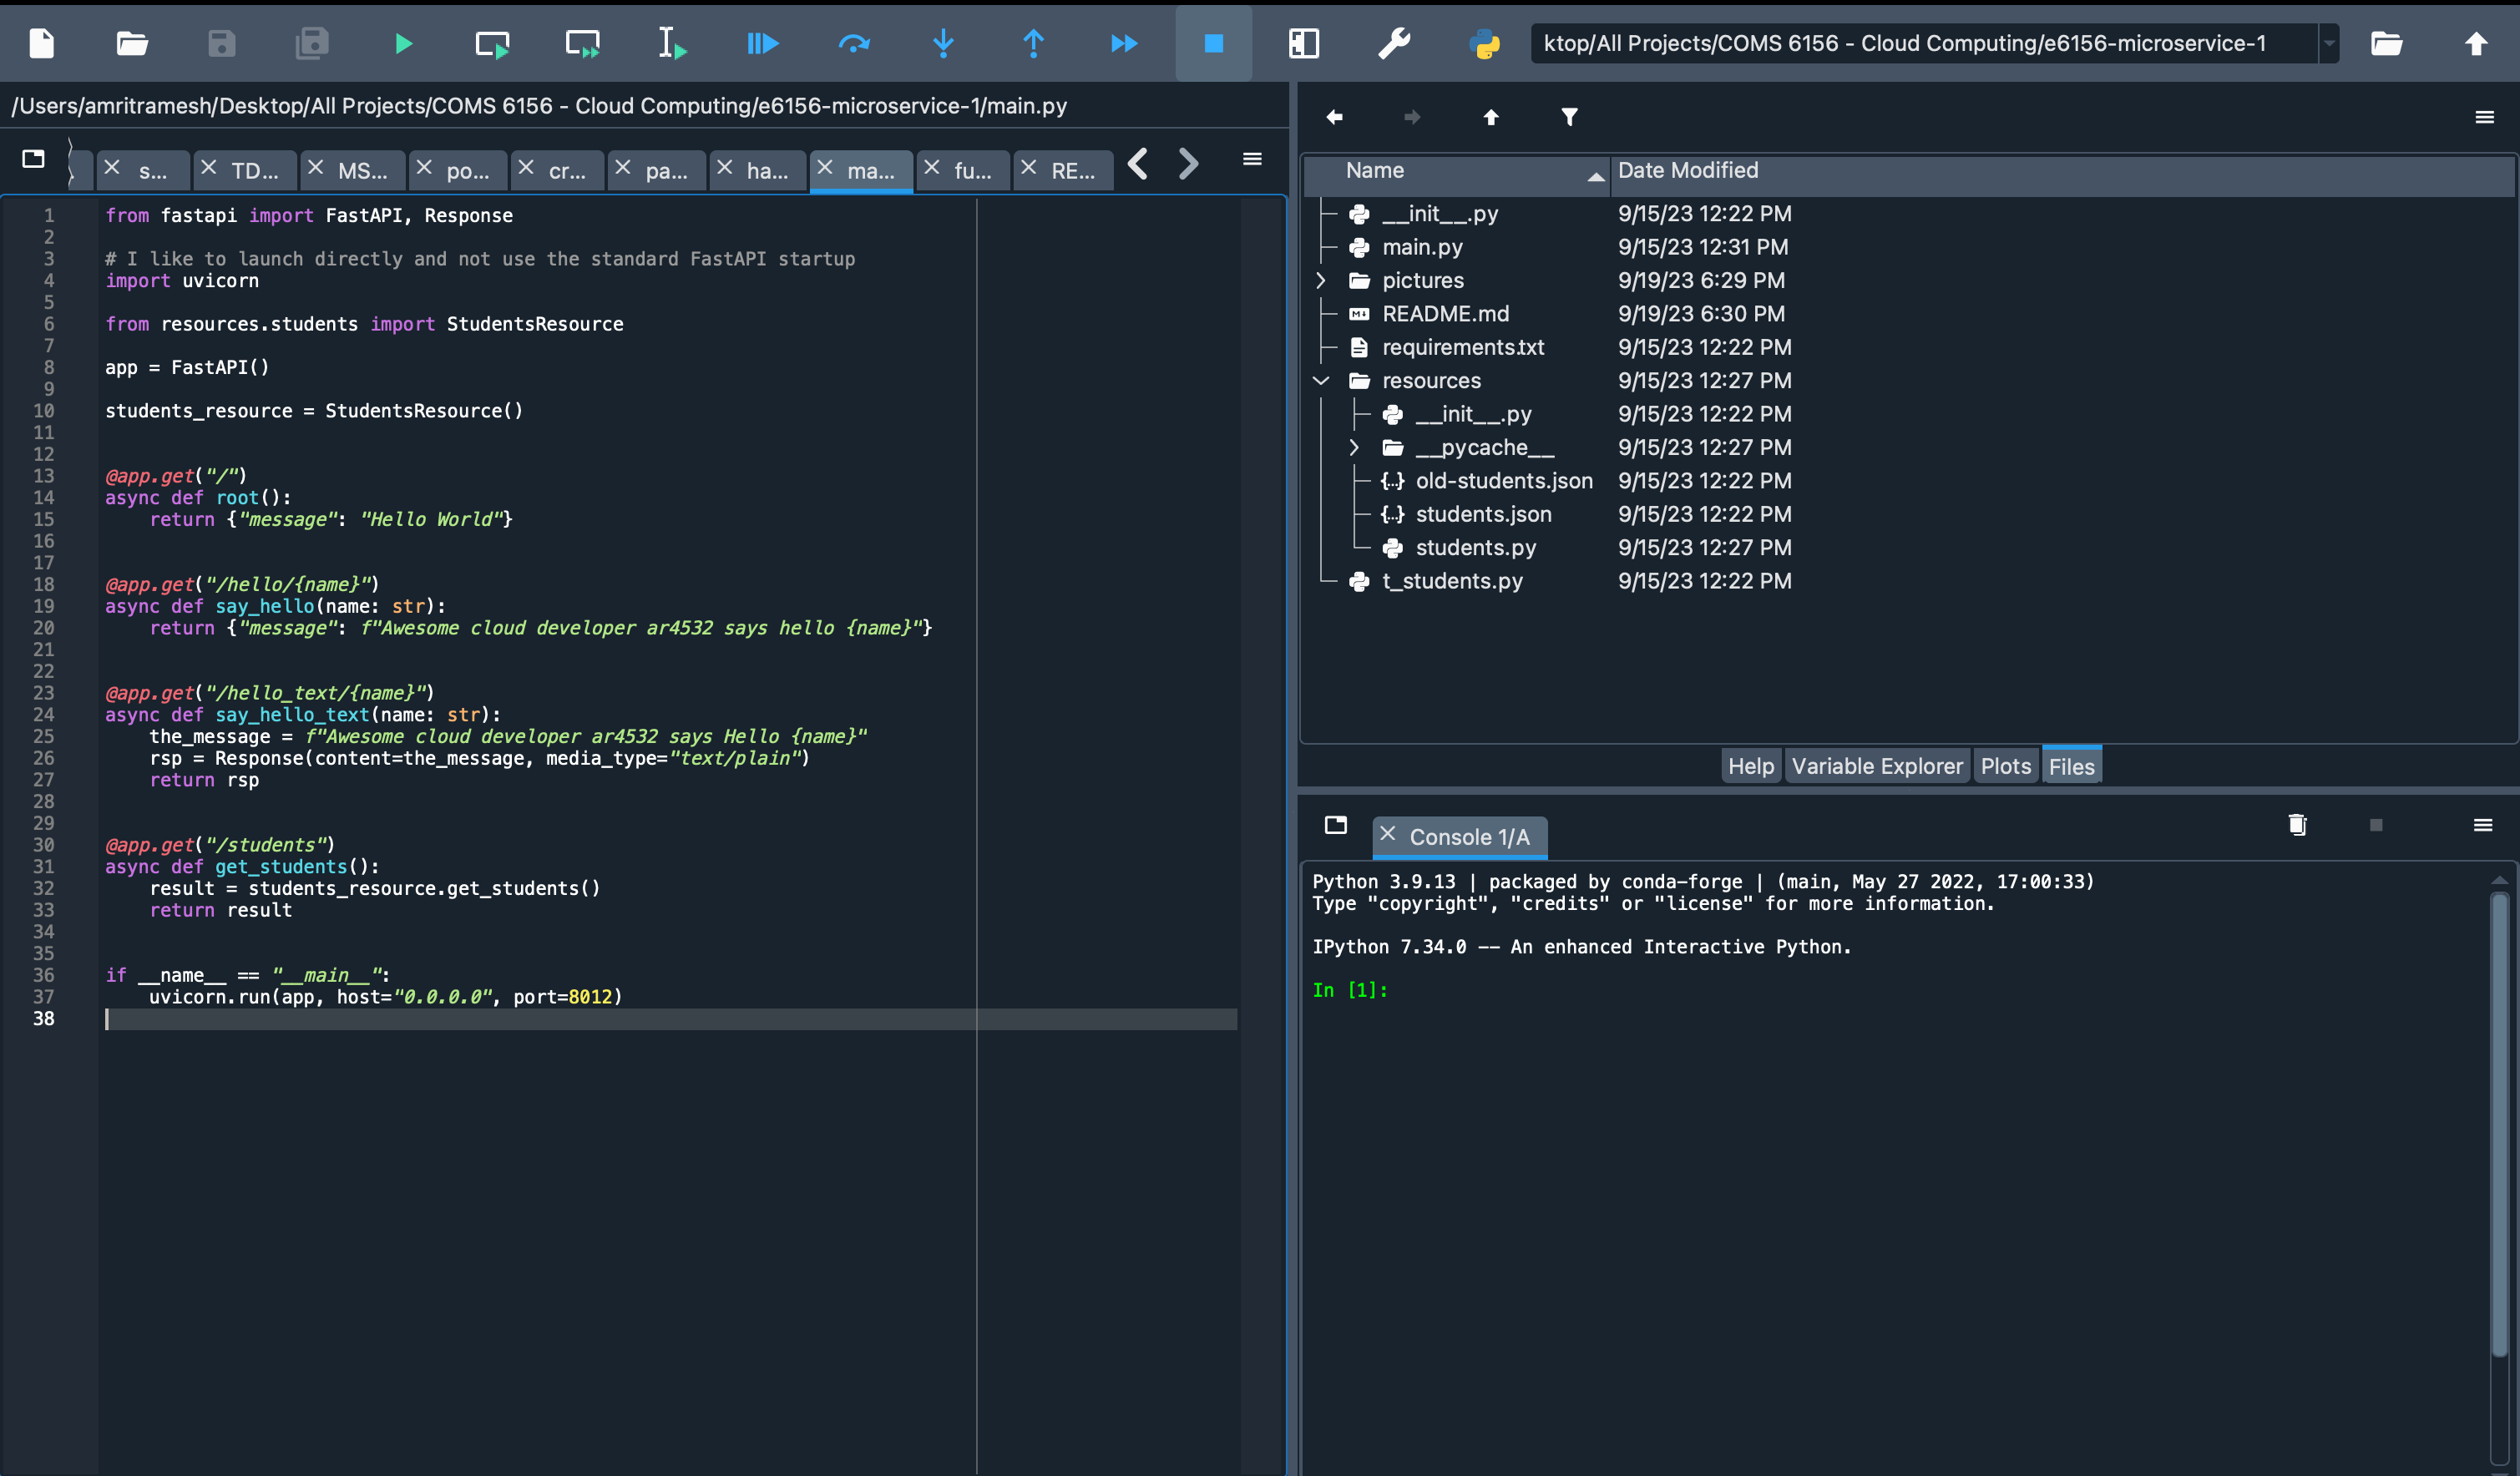 ktop/All Projects/COMS 6156 - Cloud Computing/e6156-microservice-1
/Users/amritramesh/Desktop/All Projects/COMS 6156 - Cloud Computing/e6156-microservice-1/main.py
s... TD... MS... po... cr... pa... ha... ma... fu... RE...
1 from fastapi import FastAPI, Response
2
3 # I like to launch directly and not use the standard FastAPI startup
4 import uvicorn
5
6 from resources.students import StudentsResource
7
8 app = FastAPI()
9
10 students_resource = StudentsResource()
11
12
13 @app.get("/")
14 async def root():
15     return {"message": "Hello World"}
16
17
18 @app.get("/hello/{name}")
19 async def say_hello(name: str):
20     return {"message": f"Awesome cloud developer ar4532 says hello {name}"}
21
22
23 @app.get("/hello_text/{name}")
24 async def say_hello_text(name: str):
25     the_message = f"Awesome cloud developer ar4532 says Hello {name}"
26     rsp = Response(content=the_message, media_type="text/plain")
27     return rsp
28
29
30 @app.get("/students")
31 async def get_students():
32     result = students_resource.get_students()
33     return result
34
35
36 if __name__ == "__main__":
37     uvicorn.run(app, host="0.0.0.0", port=8012)
38
Name Date Modified
__init__.py 9/15/23 12:22 PM
main.py 9/15/23 12:31 PM
pictures 9/19/23 6:29 PM
README.md 9/19/23 6:30 PM
requirements.txt 9/15/23 12:22 PM
resources 9/15/23 12:27 PM
__init__.py 9/15/23 12:22 PM
__pycache__ 9/15/23 12:27 PM
old-students.json 9/15/23 12:22 PM
students.json 9/15/23 12:22 PM
students.py 9/15/23 12:27 PM
t_students.py 9/15/23 12:22 PM
Help Variable Explorer Plots Files
Console 1/A
Python 3.9.13 | packaged by conda-forge | (main, May 27 2022, 17:00:33)
Type "copyright", "credits" or "license" for more information.
IPython 7.34.0 -- An enhanced Interactive Python.
In [1]: